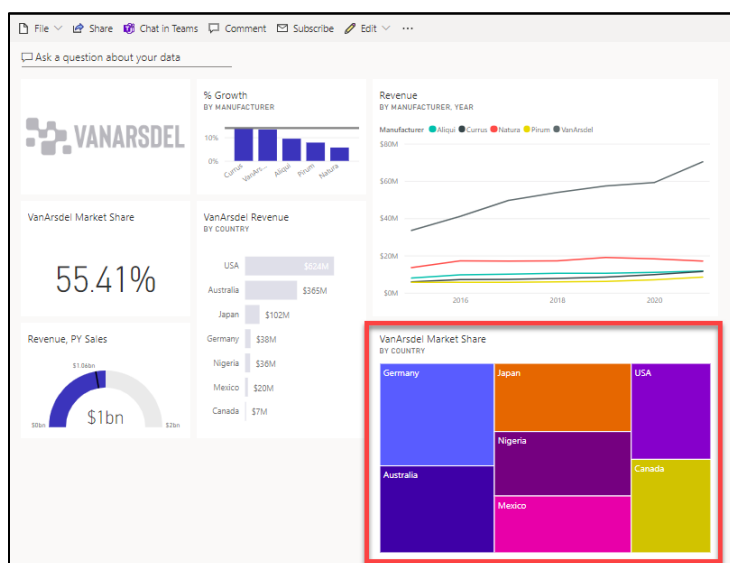 File Share Chat in Teams Comment Subscribe Edit ...
Ask a question about your data
VANARSDEL
% Growth
BY MANUFACTURER
10%
0%
Currus VanArs... Aliqui Pirum Natura
Revenue
BY MANUFACTURER, YEAR
Manufacturer Aliqui Currus Natura Pirum VanArsdel
$80M
$60M
$40M
$20M
$0M
2016 2018 2020
VanArsdel Market Share
55.41%
VanArsdel Revenue
BY COUNTRY
USA $624M
Australia $365M
Japan $102M
Germany $38M
Nigeria $36M
Mexico $20M
Canada $7M
Revenue, PY Sales
$1.06bn
$1bn
$0bn $2bn
VanArsdel Market Share
BY COUNTRY
Germany
Japan
USA
Nigeria
Australia
Canada
Mexico